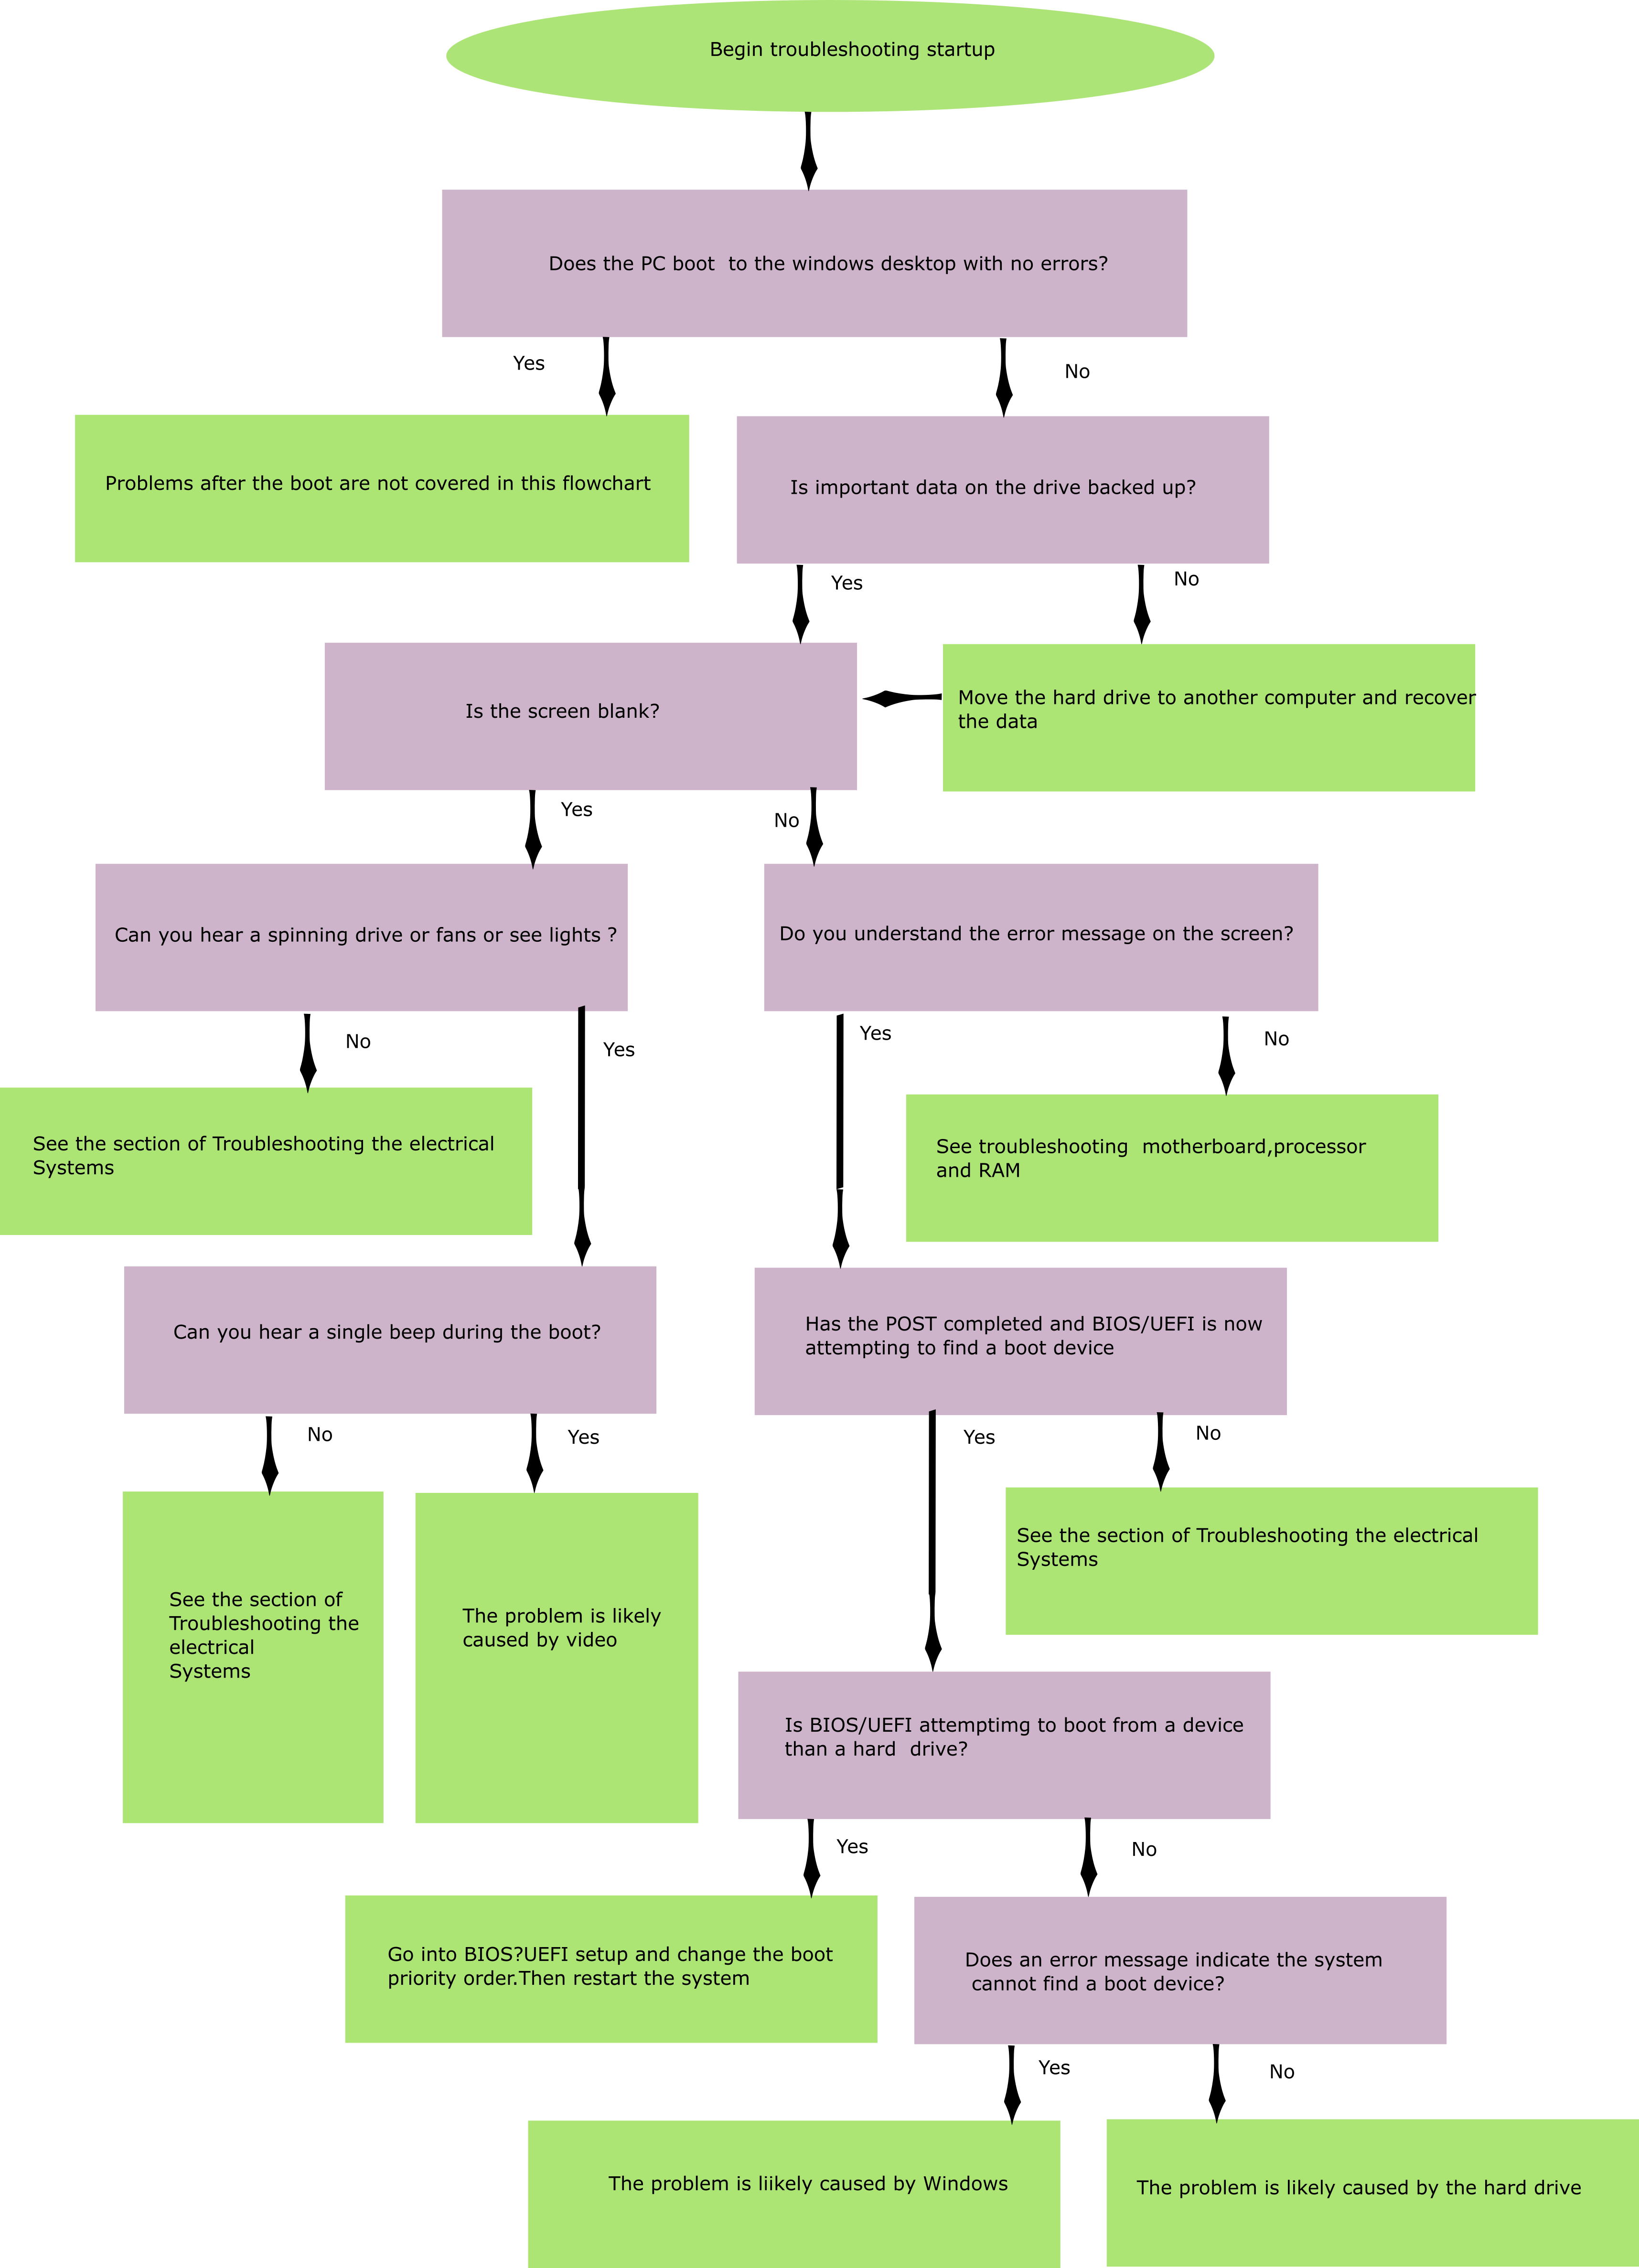 Begin troubleshooting startup
Does the PC boot  to the windows desktop with no errors?
Yes
No
Problems after the boot are not covered in this flowchart
Is important data on the drive backed up?
Yes
No
Is the screen blank?
Move the hard drive to another computer and recover
the data
Yes
No
Can you hear a spinning drive or fans or see lights ?
Do you understand the error message on the screen?
No
Yes
Yes
No
See the section of Troubleshooting the electrical
Systems
See troubleshooting  motherboard,processor
and RAM
Can you hear a single beep during the boot?
Has the POST completed and BIOS/UEFI is now
attempting to find a boot device
No
Yes
Yes
No
See the section of
Troubleshooting the
electrical
Systems
The problem is likely
caused by video
See the section of Troubleshooting the electrical
Systems
Is BIOS/UEFI attemptimg to boot from a device
than a hard  drive?
Yes
No
Go into BIOS?UEFI setup and change the boot
priority order.Then restart the system
Does an error message indicate the system
cannot find a boot device?
Yes
No
The problem is liikely caused by Windows
The problem is likely caused by the hard drive